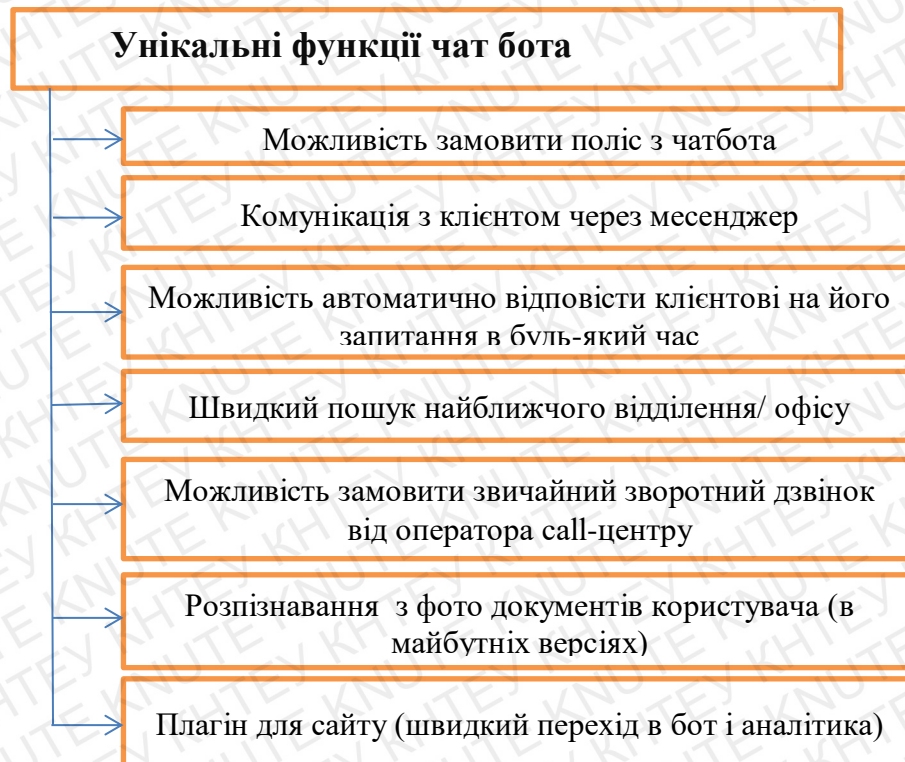 Унікальні функції чат бота
Можливість замовити поліс з чатбота
Комунікація з клієнтом через месенджер
Можливість автоматично відповісти клієнтові на його
запитання в будь-який час
Швидкий пошук найближчого відділення/ офісу
Можливість замовити звичайний зворотний дзвінок
від оператора call-центру
Розпізнавання з фото документів користувача (в
майбутніх версіях)
Плагін для сайту (швидкий перехід в бот і аналітика)